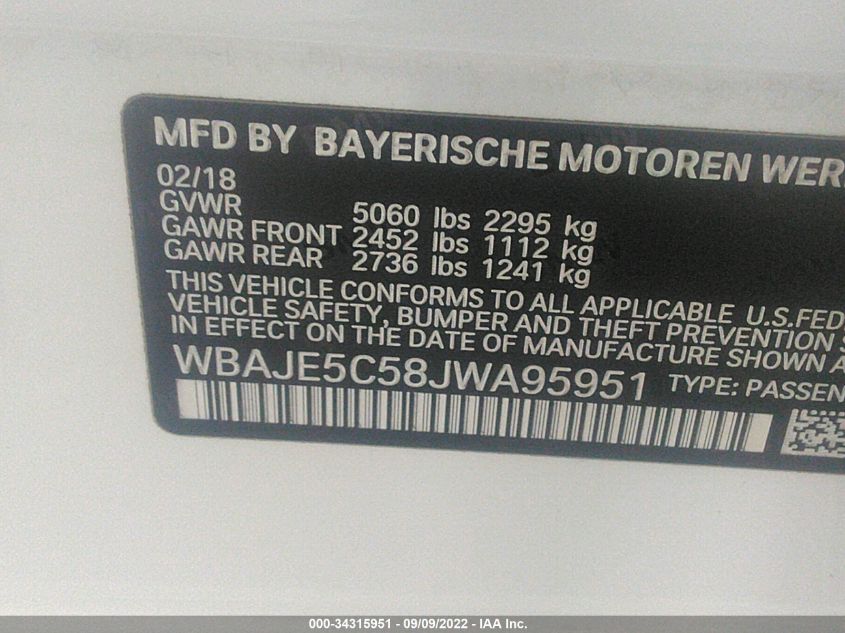 MFD BY BAYERISCHE MOTOREN WER
02/18
GVWR 5060 lbs 2295 kg
GAWR FRONT 2452 lbs 1112 kg
GAWR REAR 2736 lbs 1241 kg
THIS VEHICLE CONFORMS TO ALL APPLICABLE U.S.FED.
VEHICLE SAFETY, BUMPER AND THEFT PREVENTION S
IN EFFECT ON THE DATE OF MANUFACTURE SHOWN A
WBAJE5C58JWA95951 TYPE: PASSEN
000-34315951 - 09/09/2022 - IAA Inc.